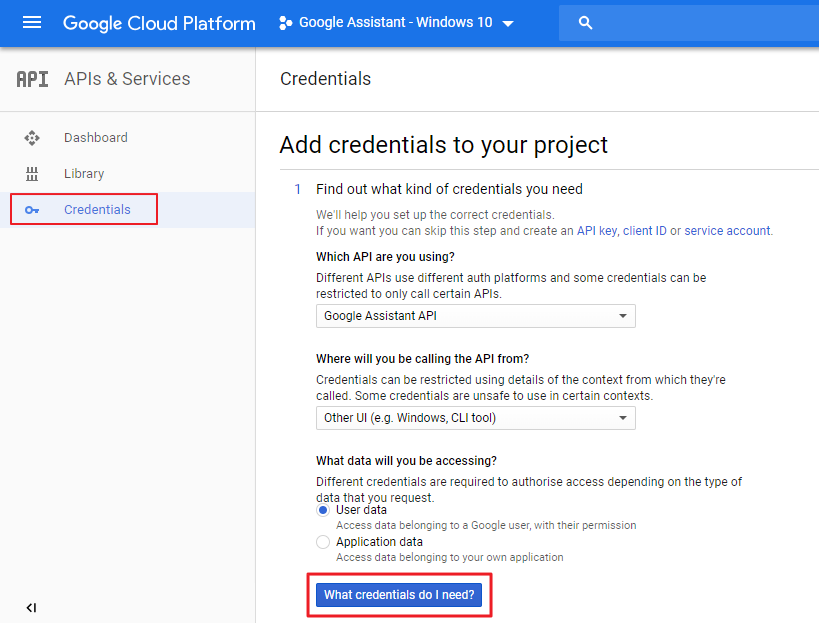 Google Cloud Platform
Google Assistant - Windows 10
API APIs & Services
Credentials
Dashboard
Library
Credentials
Add credentials to your project
1 Find out what kind of credentials you need
We'll help you set up the correct credentials.
If you want you can skip this step and create an API key, client ID or service account.
Which API are you using?
Different APIs use different auth platforms and some credentials can be
restricted to only call certain APIs.
Google Assistant API
Where will you be calling the API from?
Credentials can be restricted using details of the context from which they're
called. Some credentials are unsafe to use in certain contexts.
Other UI (e.g. Windows, CLI tool)
What data will you be accessing?
Different credentials are required to authorise access depending on the type of
data that you request.
User data
Access data belonging to a Google user, with their permission
Application data
Access data belonging to your own application
What credentials do I need?